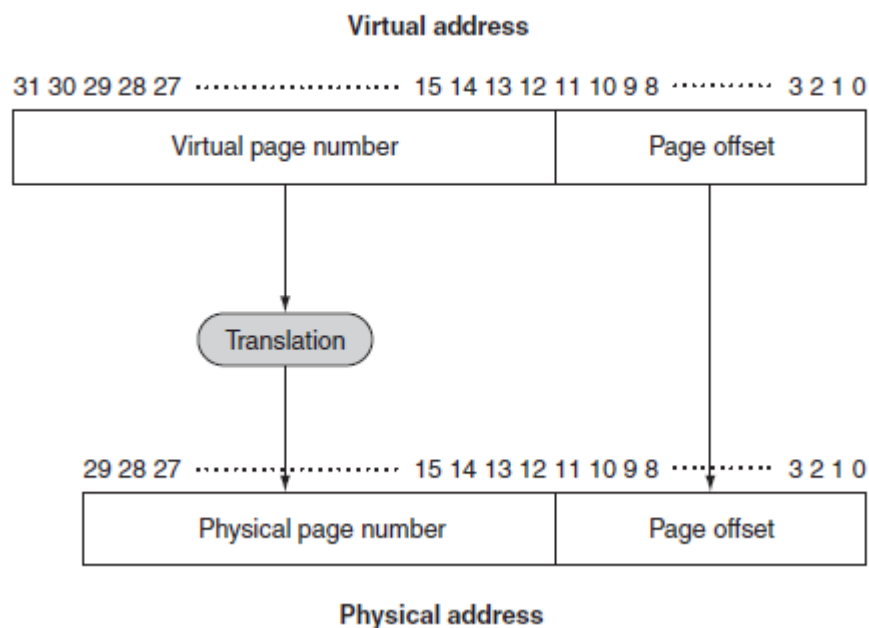 Virtual address
31 30 29 28 27 ..................... 15 14 13 12 11 10 9 8 .......... 3 2 1 0
Virtual page number Page offset
Translation
29 28 27 ..................... 15 14 13 12 11 10 9 8 .......... 3 2 1 0
Physical page number Page offset
Physical address